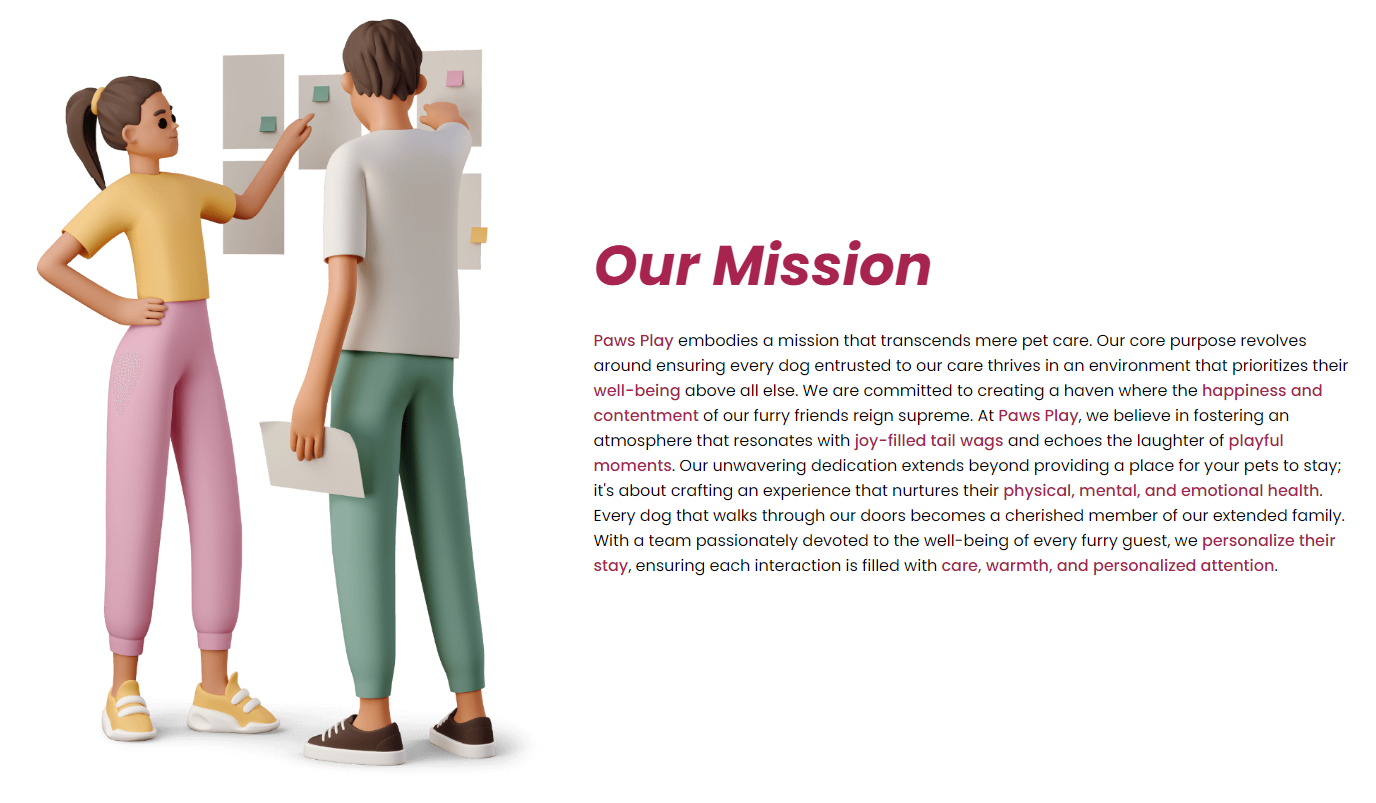 Our Mission
Paws Play embodies a mission that transcends mere pet care. Our core purpose revolves
around ensuring every dog entrusted to our care thrives in an environment that prioritizes their
well-being above all else. We are committed to creating a haven where the happiness and
contentment of our furry friends reign supreme. At Paws Play, we believe in fostering an
atmosphere that resonates with joy-filled tail wags and echoes the laughter of playful
moments. Our unwavering dedication extends beyond providing a place for your pets to stay;
it's about crafting an experience that nurtures their physical, mental, and emotional health.
Every dog that walks through our doors becomes a cherished member of our extended family.
With a team passionately devoted to the well-being of every furry guest, we personalize their
stay, ensuring each interaction is filled with care, warmth, and personalized attention.